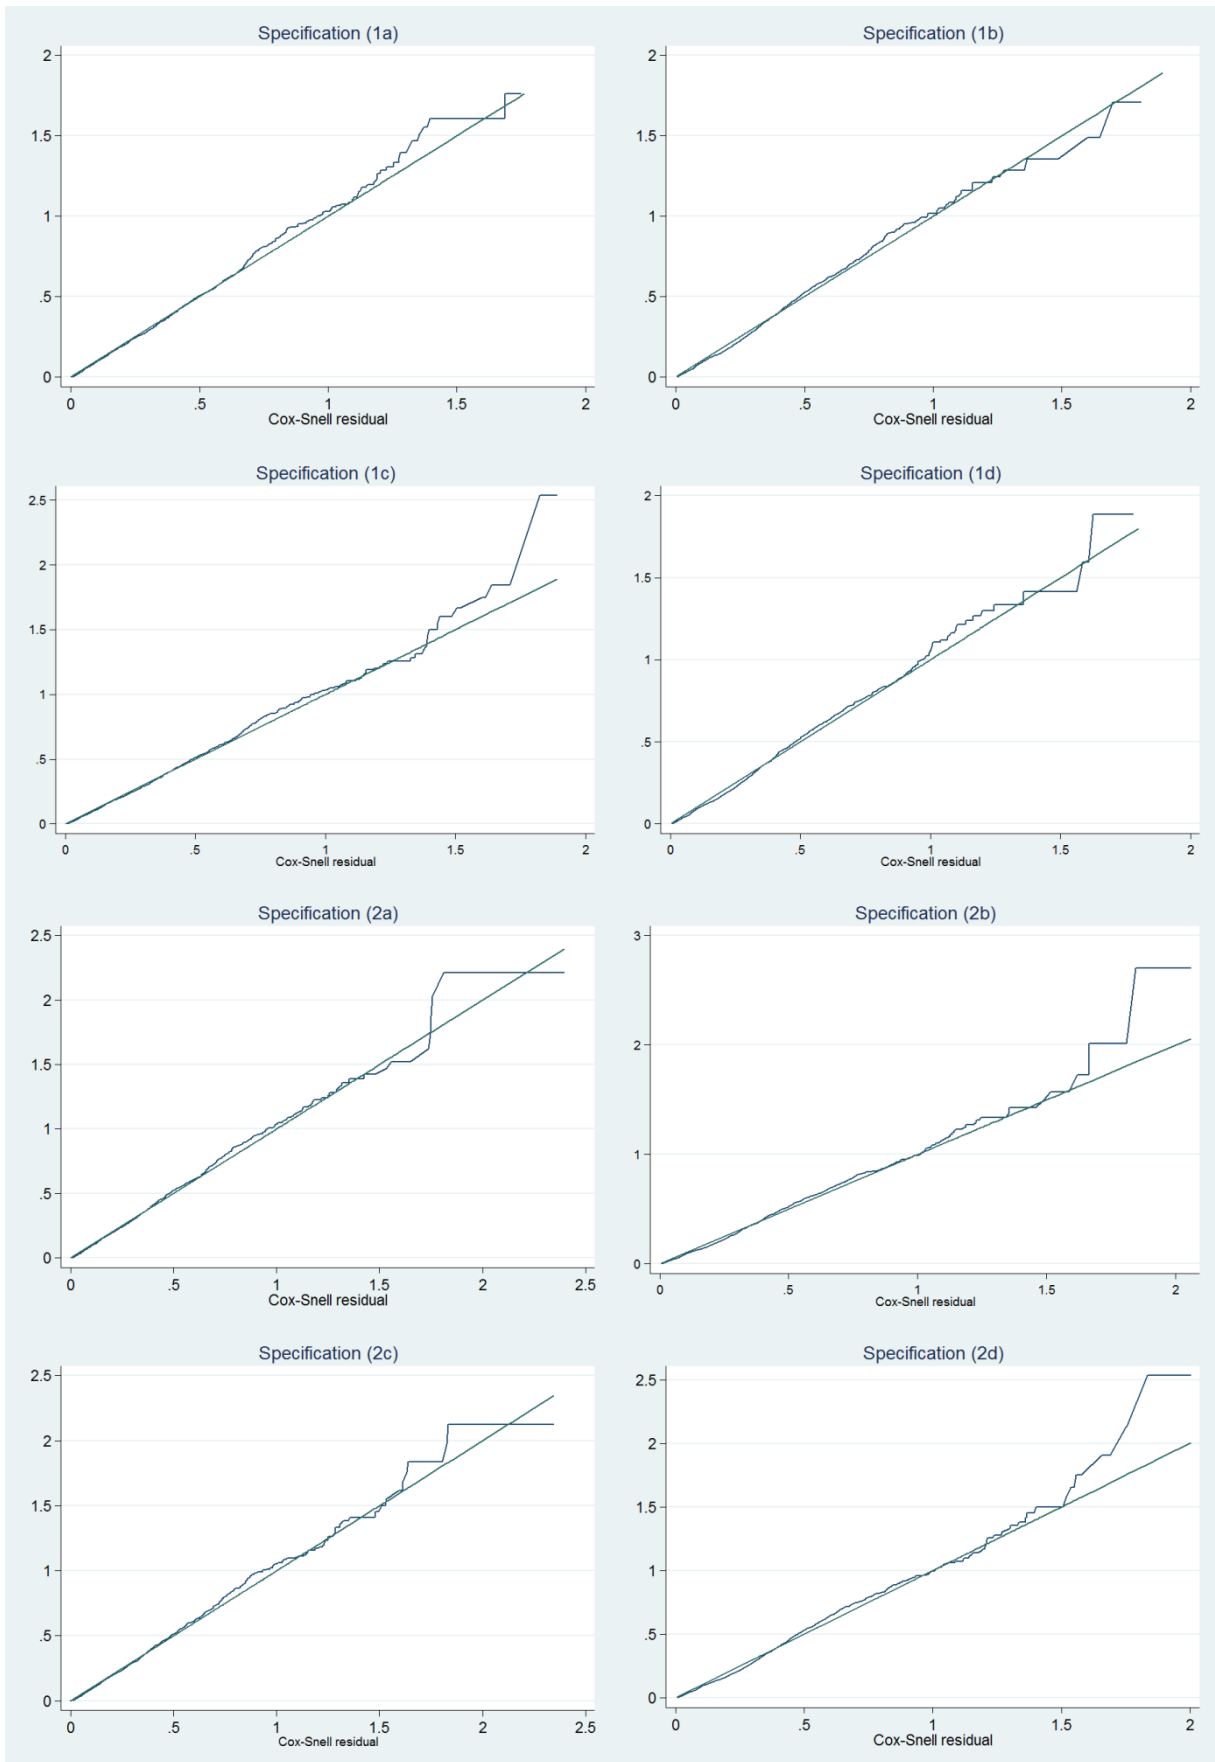 Specification (1a)
2
1.5
1
.5
0
0 .5 1 1.5 2
Cox-Snell residual
Specification (1b)
2
1.5
1
.5
0
0 .5 1 1.5 2
Cox-Snell residual
Specification (1c)
2.5
2
1.5
1
.5
0
0 .5 1 1.5 2
Cox-Snell residual
Specification (1d)
2
1.5
1
.5
0
0 .5 1 1.5 2
Cox-Snell residual
Specification (2a)
2.5
2
1.5
1
.5
0
0 .5 1 1.5 2 2.5
Cox-Snell residual
Specification (2b)
3
2
1
0
0 .5 1 1.5 2
Cox-Snell residual
Specification (2c)
2.5
2
1.5
1
.5
0
0 .5 1 1.5 2 2.5
Cox-Snell residual
Specification (2d)
2.5
2
1.5
1
.5
0
0 .5 1 1.5 2
Cox-Snell residual